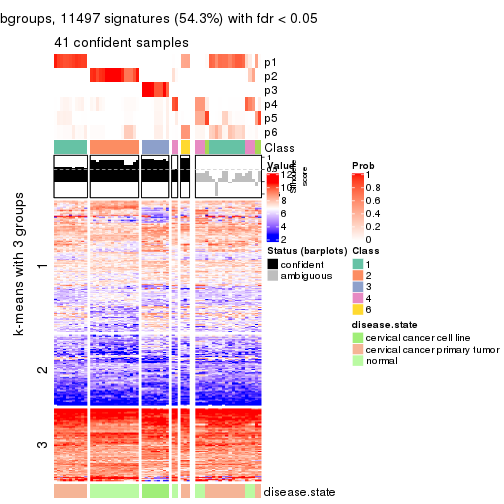 bgroups, 11497 signatures (54.3%) with fdr < 0.05
41 confident samples
p1
p2
p3
p4
p5
p6
Class
1
Silhouette
score
k-means with 3 groups
1
2
3
disease.state
Value
12
10
8
6
4
2
Prob
1
0.8
0.6
0.4
0.2
0
Status (barplots)
confident
ambiguous
Class
1
2
3
4
6
disease.state
cervical cancer cell line
cervical cancer primary tumor
normal